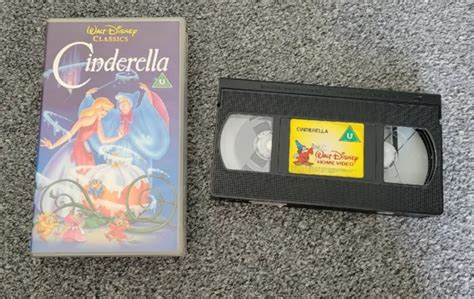 Walt Disney
CLASSICS
Cinderella
U
CINDERELLA
U
Walt Disney
HOME VIDEO